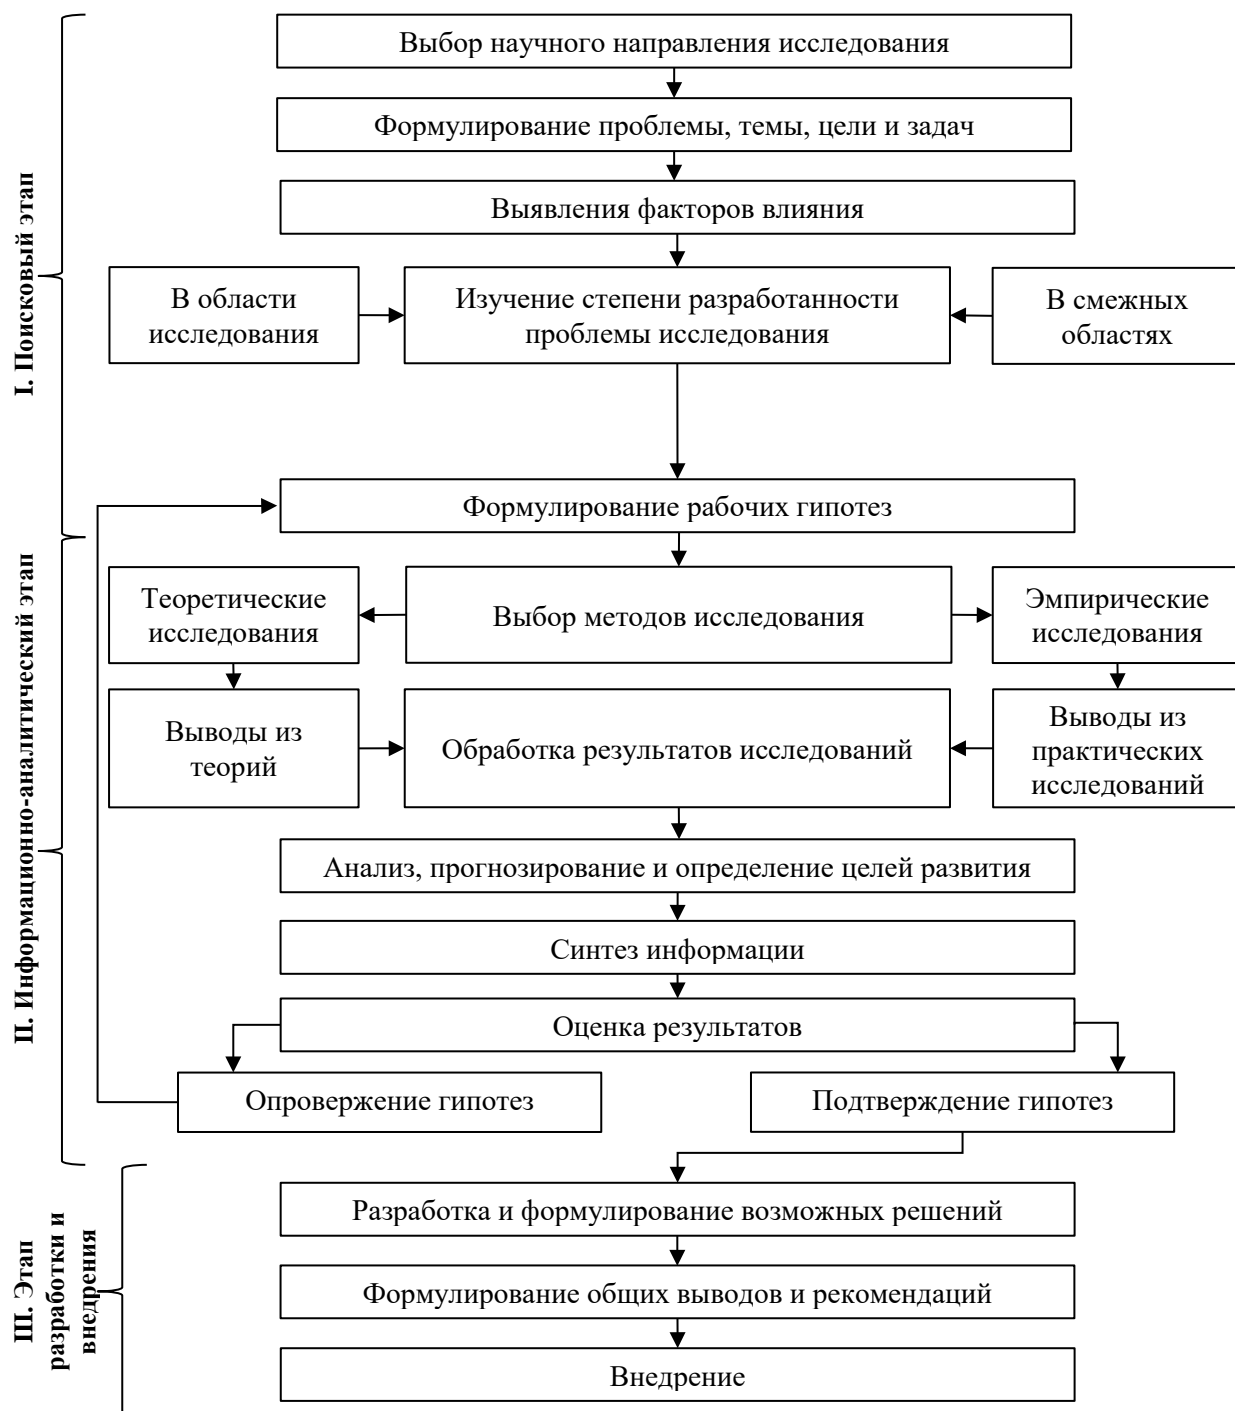 Выбор научного направления исследования
Формулирование проблемы, темы, цели и задач
Выявления факторов влияния
I. Поисковый этап
В области
исследования
Изучение степени разработанности
проблемы исследования
В смежных
областях
Формулирование рабочих гипотез
II. Информационно-аналитический этап
Теоретические
исследования
Выбор методов исследования
Эмпирические
исследования
Выводы из
теорий
Обработка результатов исследований
Выводы из
практических
исследований
Анализ, прогнозирование и определение целей развития
Синтез информации
Оценка результатов
Опровержение гипотез
Подтверждение гипотез
III. Этап
разработки и
внедрения
Разработка и формулирование возможных решений
Формулирование общих выводов и рекомендаций
Внедрение